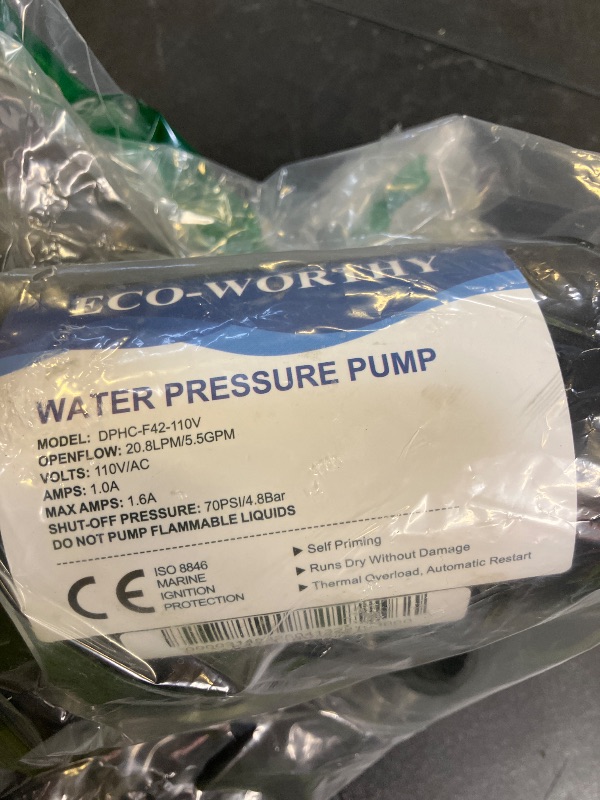 ECO-WORTHY
WATER PRESSURE PUMP
MODEL: DPHC-F42-110V
OPENFLOW: 20.8LPM/5.5GPM
VOLTS: 110V/AC
AMPS: 1.0A
MAX AMPS: 1.6A
SHUT-OFF PRESSURE: 70PSI/4.8Bar
DO NOT PUMP FLAMMABLE LIQUIDS
CE
ISO 8846
MARINE
IGNITION
PROTECTION
Self Priming
Runs Dry Without Damage
Thermal Overload, Automatic Restart